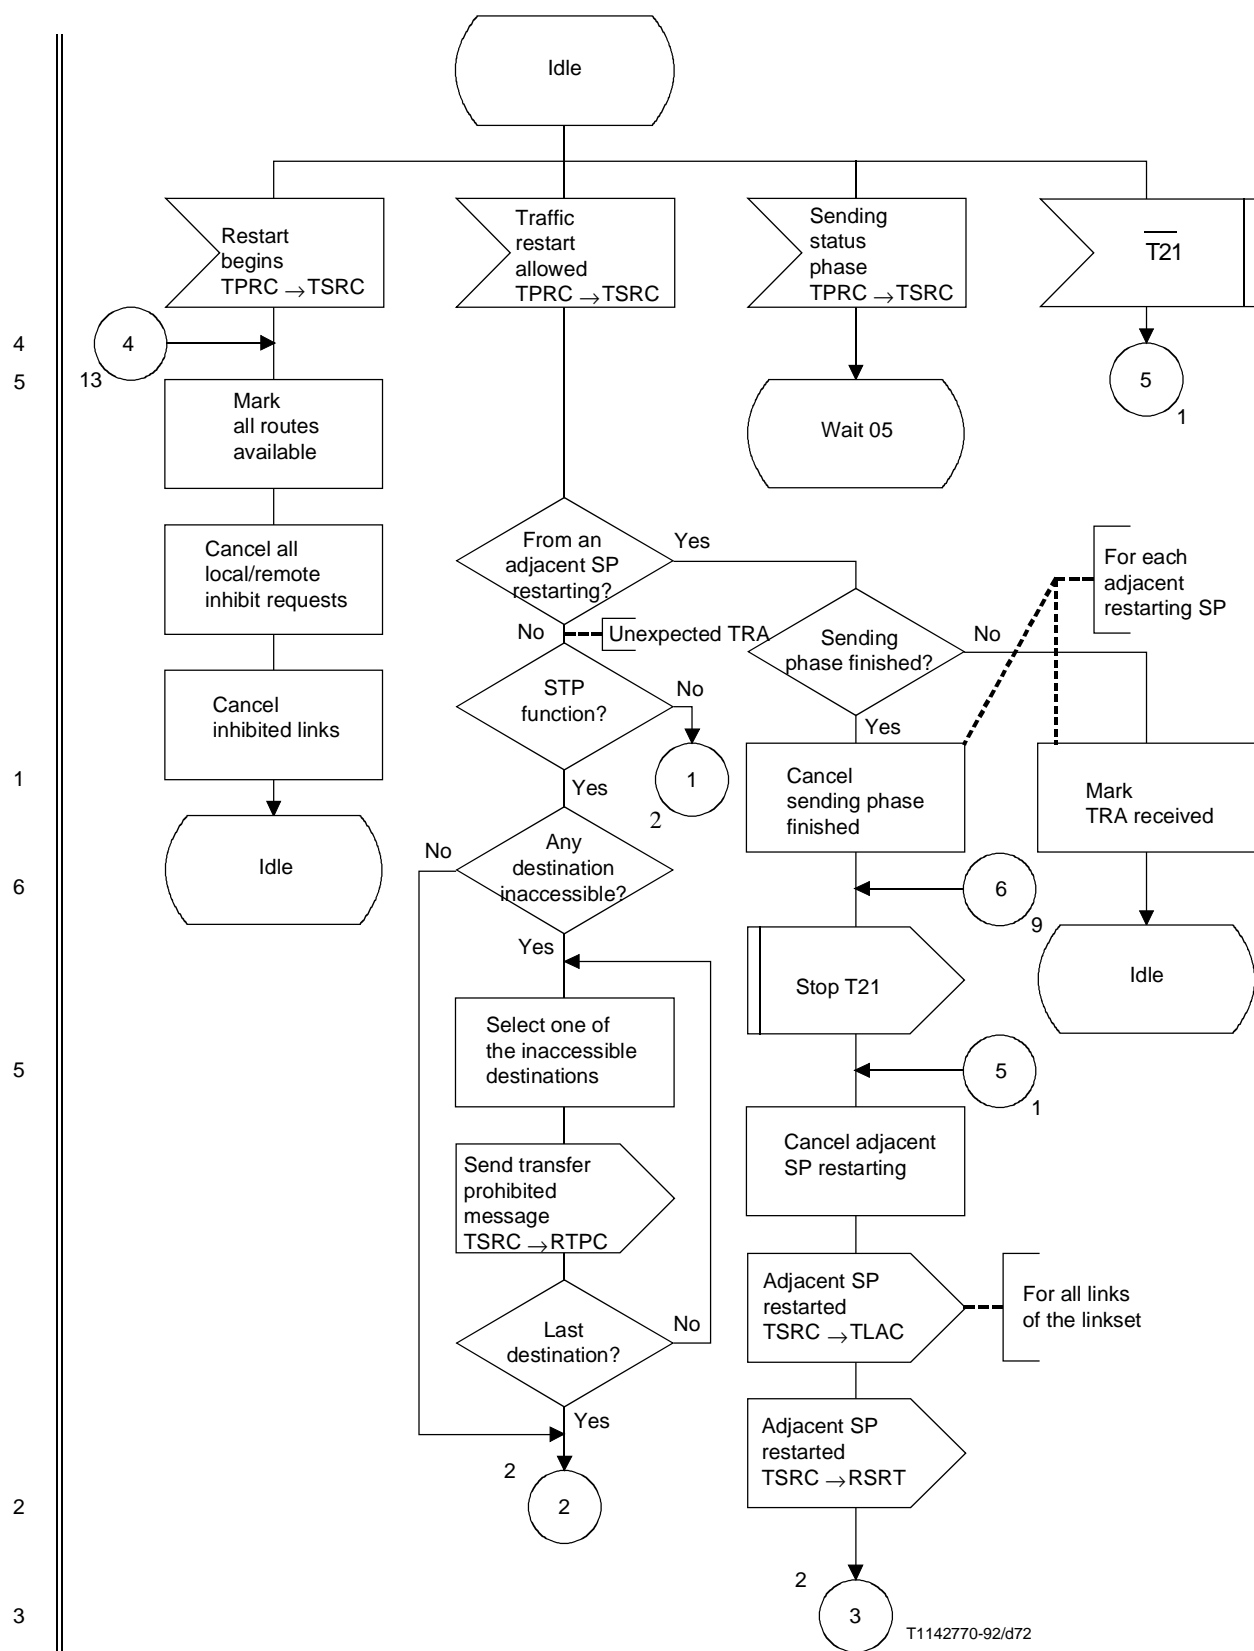 Idle
Restart
begins
TPRC → TSRC
Traffic
restart
allowed
TPRC → TSRC
Sending
status
phase
TPRC → TSRC
T21
4
4
13
5
5
1
Mark
all routes
available
Wait 05
Cancel all
local/remote
inhibit requests
From an
adjacent SP
restarting?
Yes
For each
adjacent
restarting SP
No
Unexpected TRA
Sending
phase finished?
No
Yes
Cancel
inhibited links
STP
function?
No
Yes
1
1
2
Cancel
sending phase
finished
Mark
TRA received
Idle
No
Any
destination
inaccessible?
Yes
6
6
9
Stop T21
Idle
Select one of
the inaccessible
destinations
5
5
1
Cancel adjacent
SP restarting
Send transfer
prohibited
message
TSRC → RTPC
Adjacent SP
restarted
TSRC → TLAC
For all links
of the linkset
Last
destination?
No
Yes
Adjacent SP
restarted
TSRC → RSRT
2
2
2
2
3
3
T1142770-92/d72